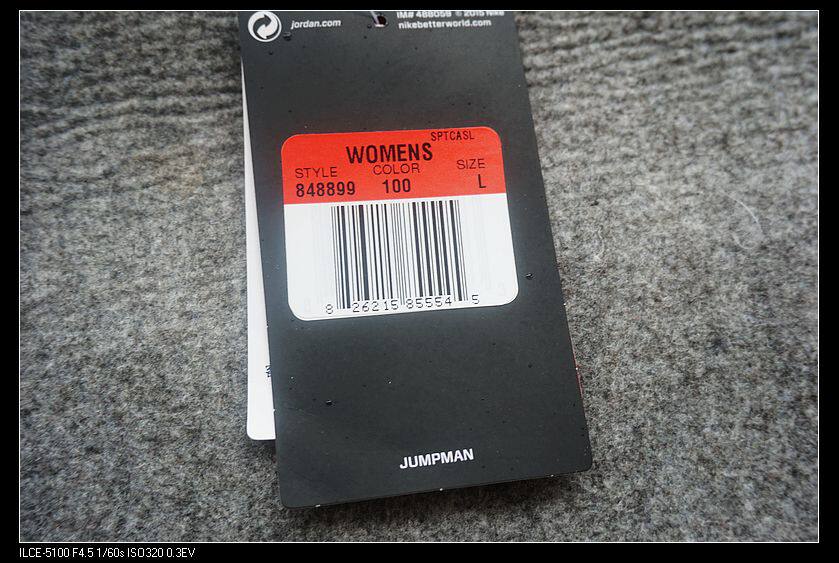 jordan.com
IM# 488059 © 2015 Nike
nikebetterworld.com
SPTCASL
WOMENS
STYLE COLOR SIZE
848899 100 L
8 26215 85554 5
JUMPMAN
ILCE-5100 F4.5 1/60s ISO320 0.3EV